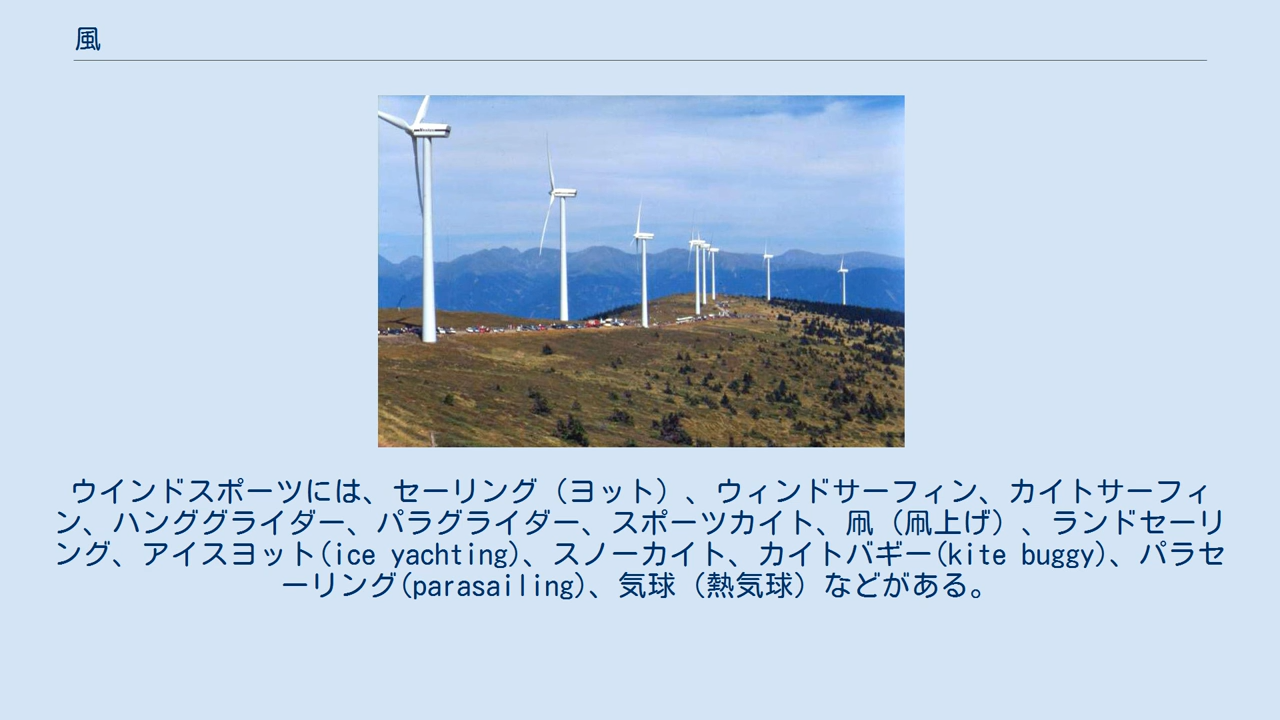 風
ウインドスポーツには、セーリング（ヨット）、ウィンドサーフィン、カイトサーフィ
ン、ハンググライダー、パラグライダー、スポーツカイト、凧（凧上げ）、ランドセーリ
ング、アイスヨット(ice yachting)、スノーカイト、カイトバギー(kite buggy)、パラセ
ーリング(parasailing)、気球（熱気球）などがある。